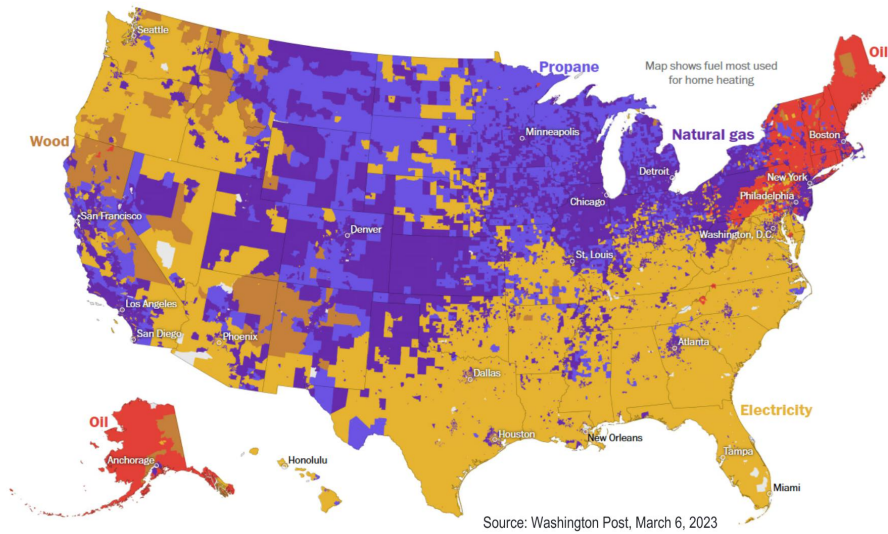 Seattle
Propane
Map shows fuel most used
for home heating
Oil
Wood
Minneapolis
Natural gas
Boston
Detroit
New York
Chicago
Philadelphia
San Francisco
Denver
Washington, D.C.
St. Louis
Los Angeles
San Diego
Phoenix
Atlanta
Dallas
Electricity
Oil
Houston
New Orleans
Anchorage
Honolulu
Tampa
Miami
Source: Washington Post, March 6, 2023